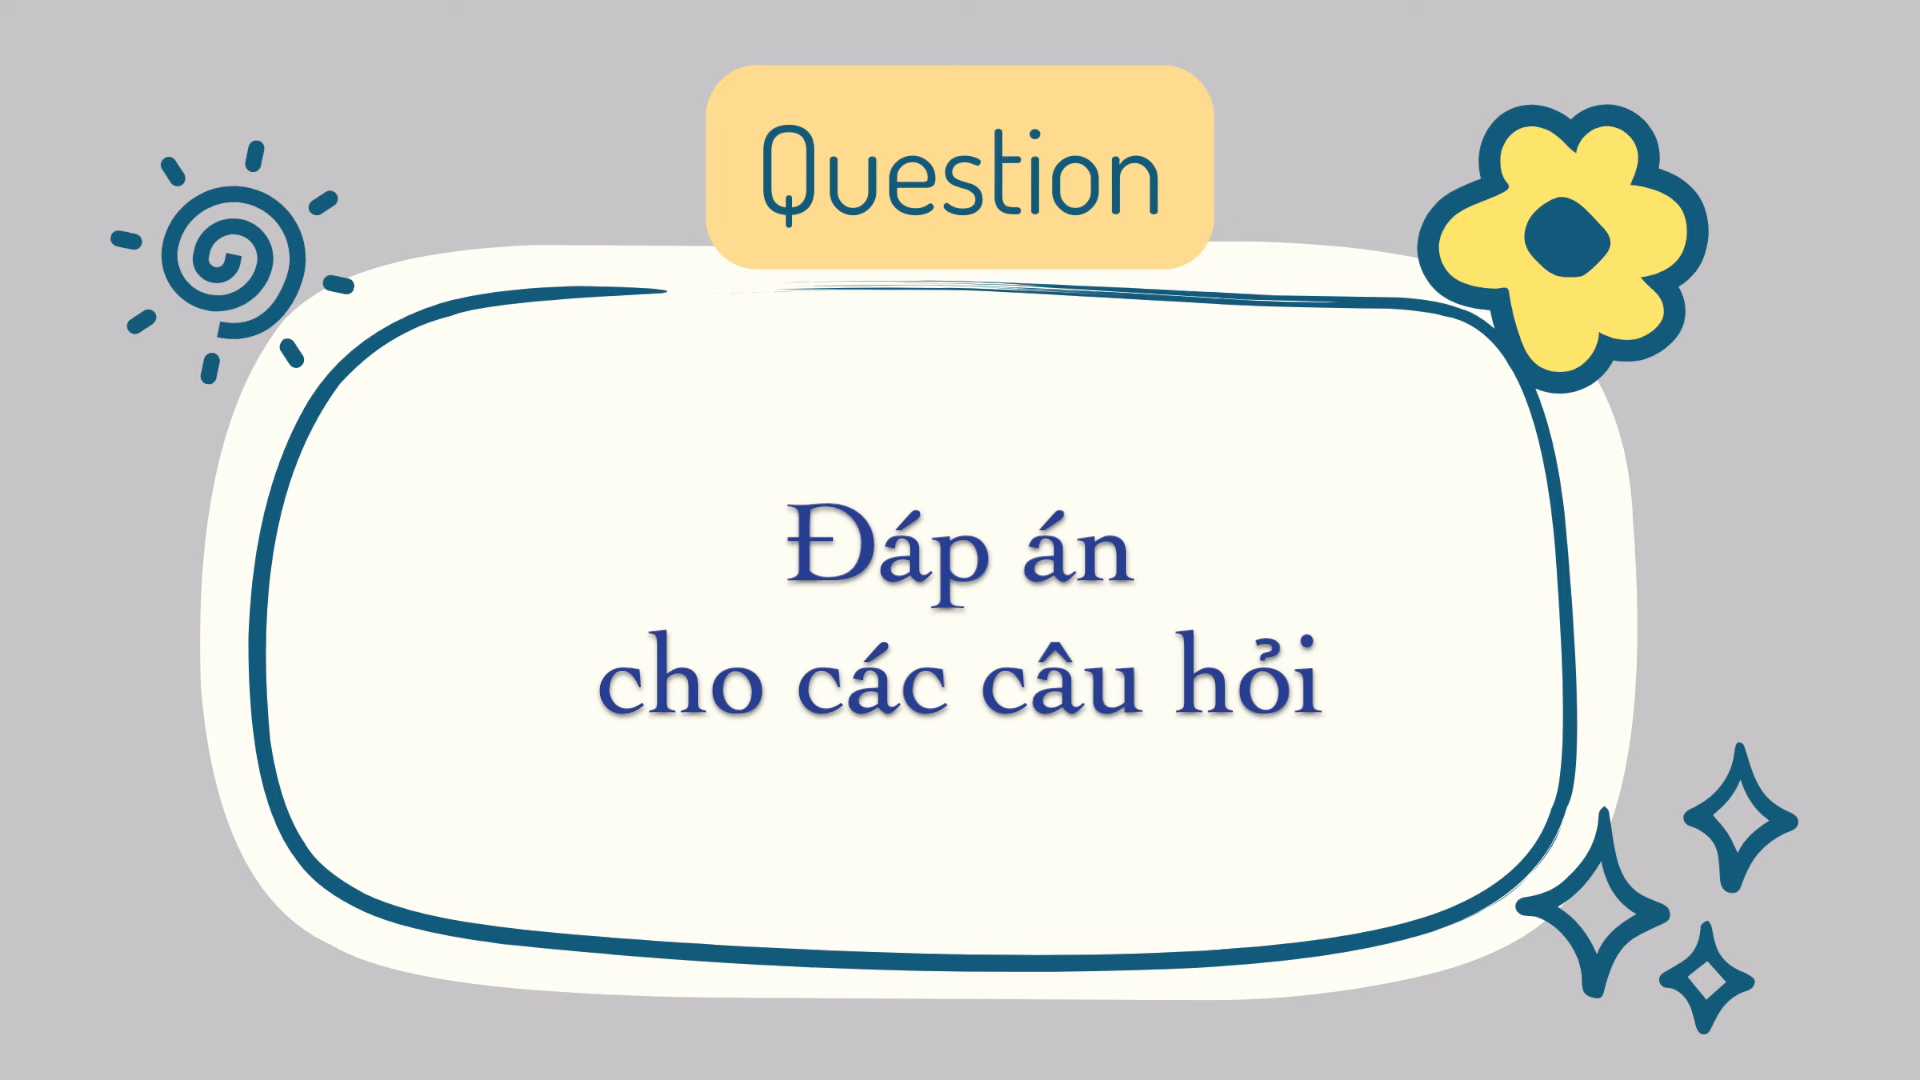 Question
Đáp án
cho các câu hỏi